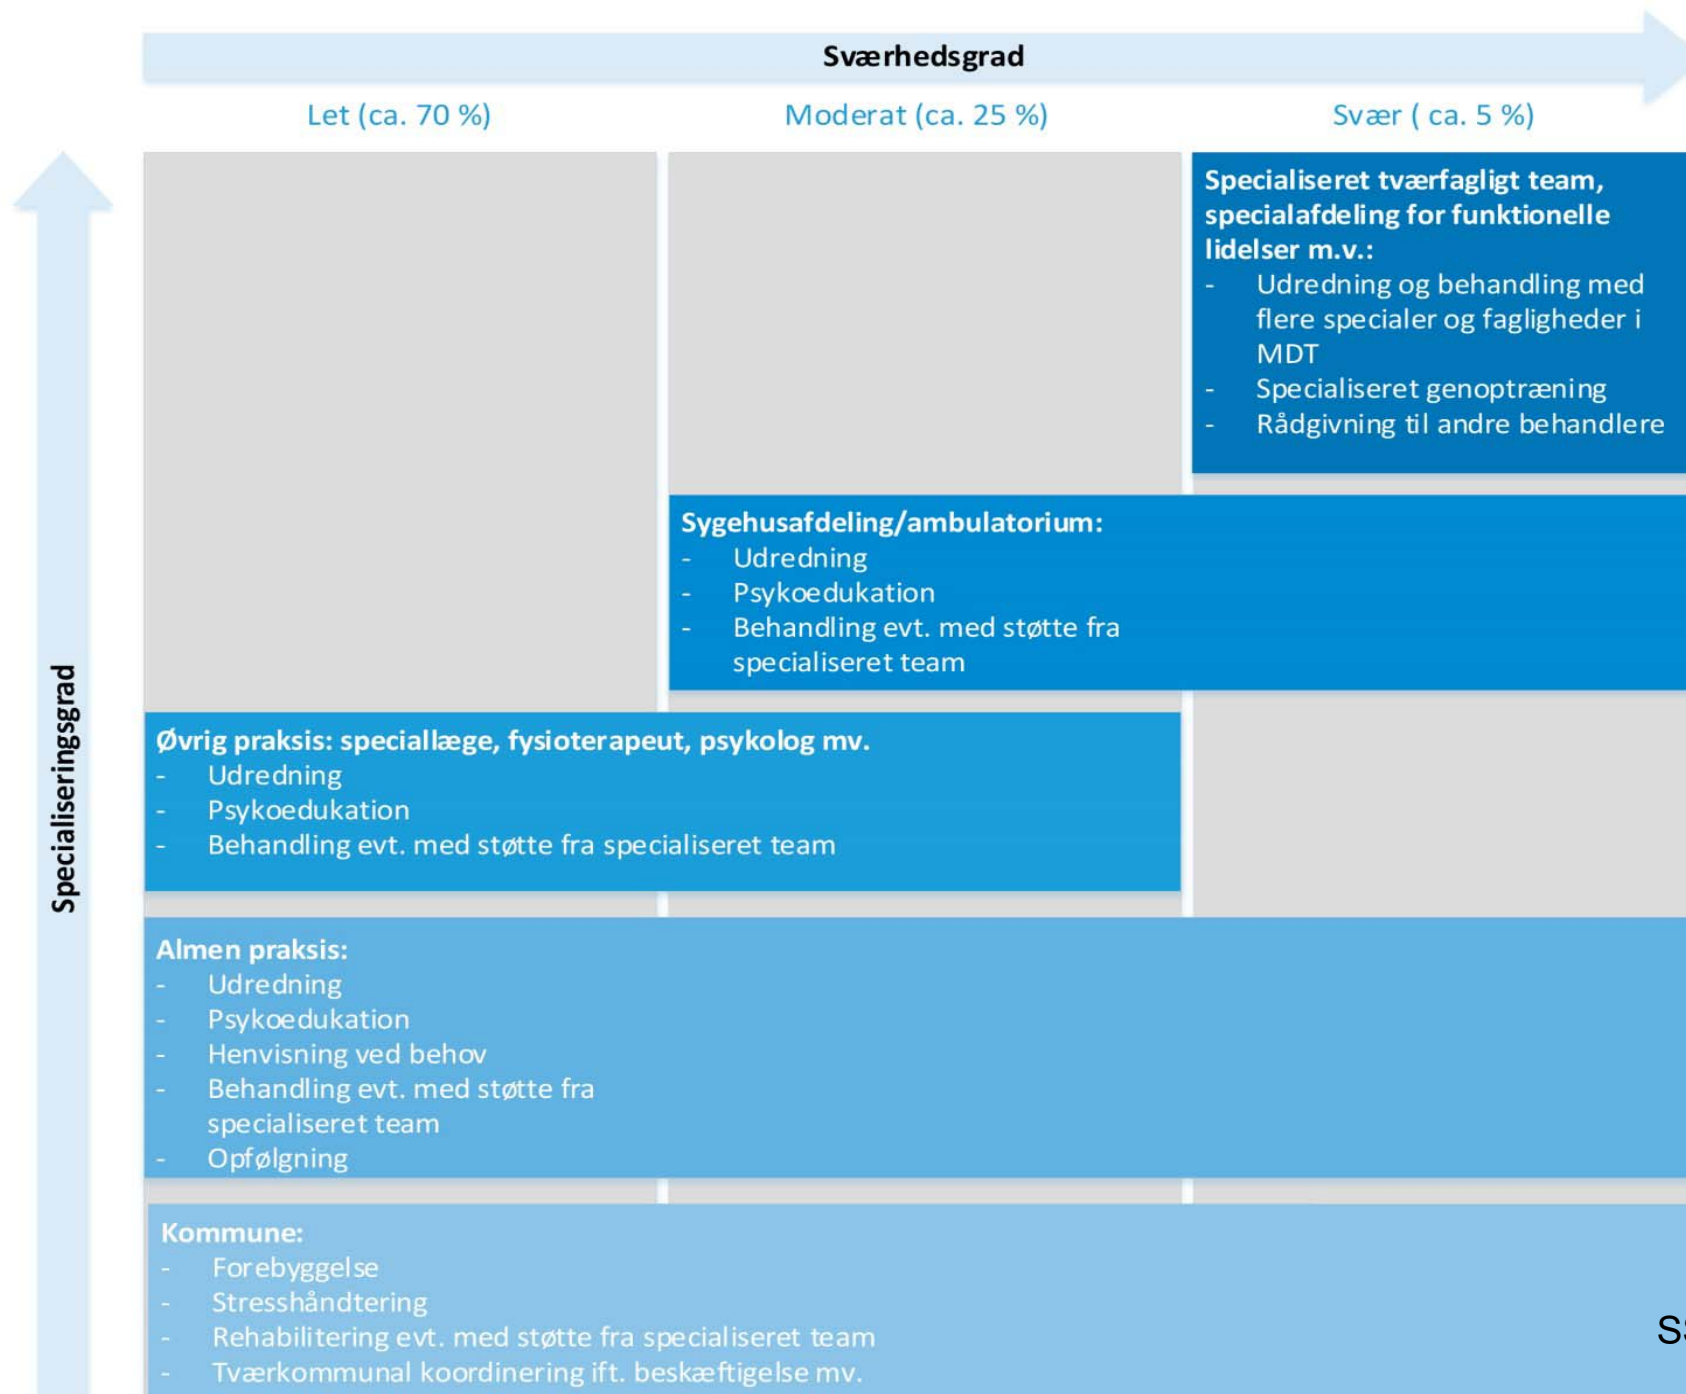 Sværhedsgrad
Let (ca. 70 %)
Moderat (ca. 25 %)
Svær ( ca. 5 %)
Specialiseringsgrad
Specialiseret tværfagligt team,
specialafdeling for funktionelle
lidelser m.v.:
- Udredning og behandling med
flere specialer og fagligheder i
MDT
- Specialiseret genoptræning
- Rådgivning til andre behandlere
Sygehusafdeling/ambulatorium:
- Udredning
- Psykoedukation
- Behandling evt. med støtte fra
specialiseret team
Øvrig praksis: speciallæge, fysioterapeut, psykolog mv.
- Udredning
- Psykoedukation
- Behandling evt. med støtte fra specialiseret team
Almen praksis:
- Udredning
- Psykoedukation
- Henvisning ved behov
- Behandling evt. med støtte fra
specialiseret team
- Opfølgning
Kommune:
- Forebyggelse
- Stresshåndtering
- Rehabilitering evt. med støtte fra specialiseret team
- Tværkommunal koordinering ift. beskæftigelse mv.